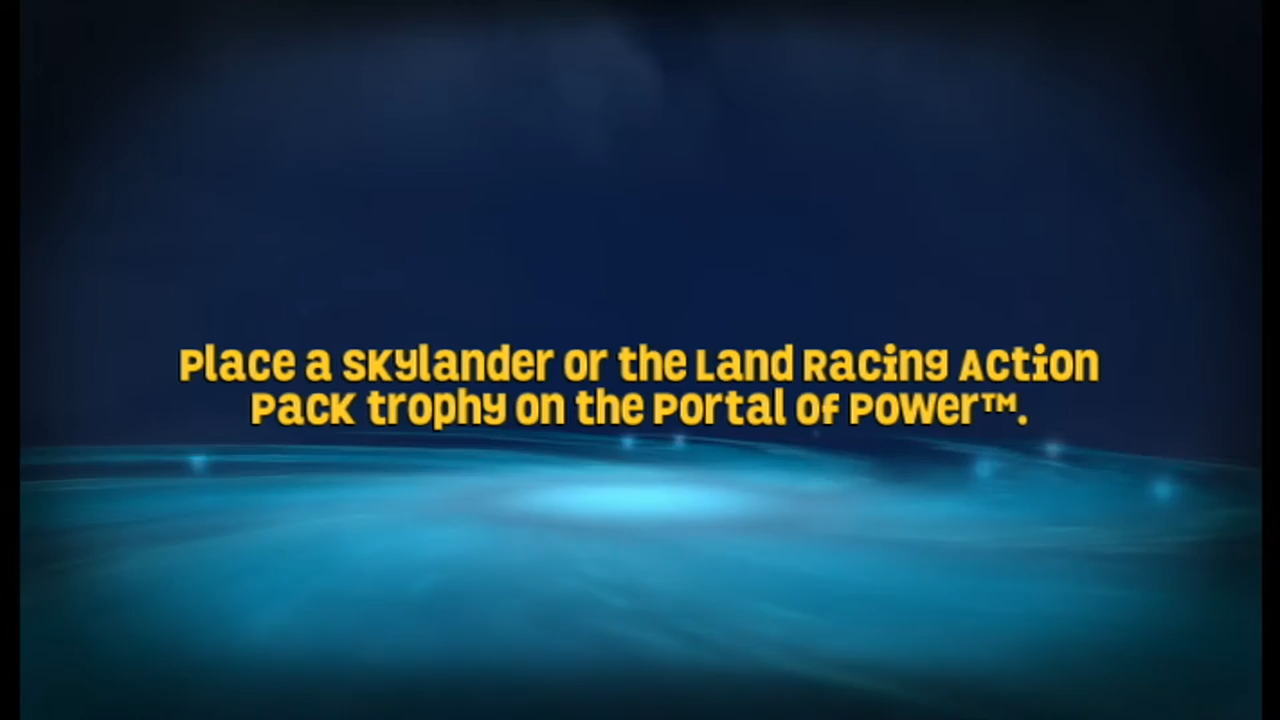 Place a Skylander or the Land Racing Action
Pack trophy on the Portal of Power™.